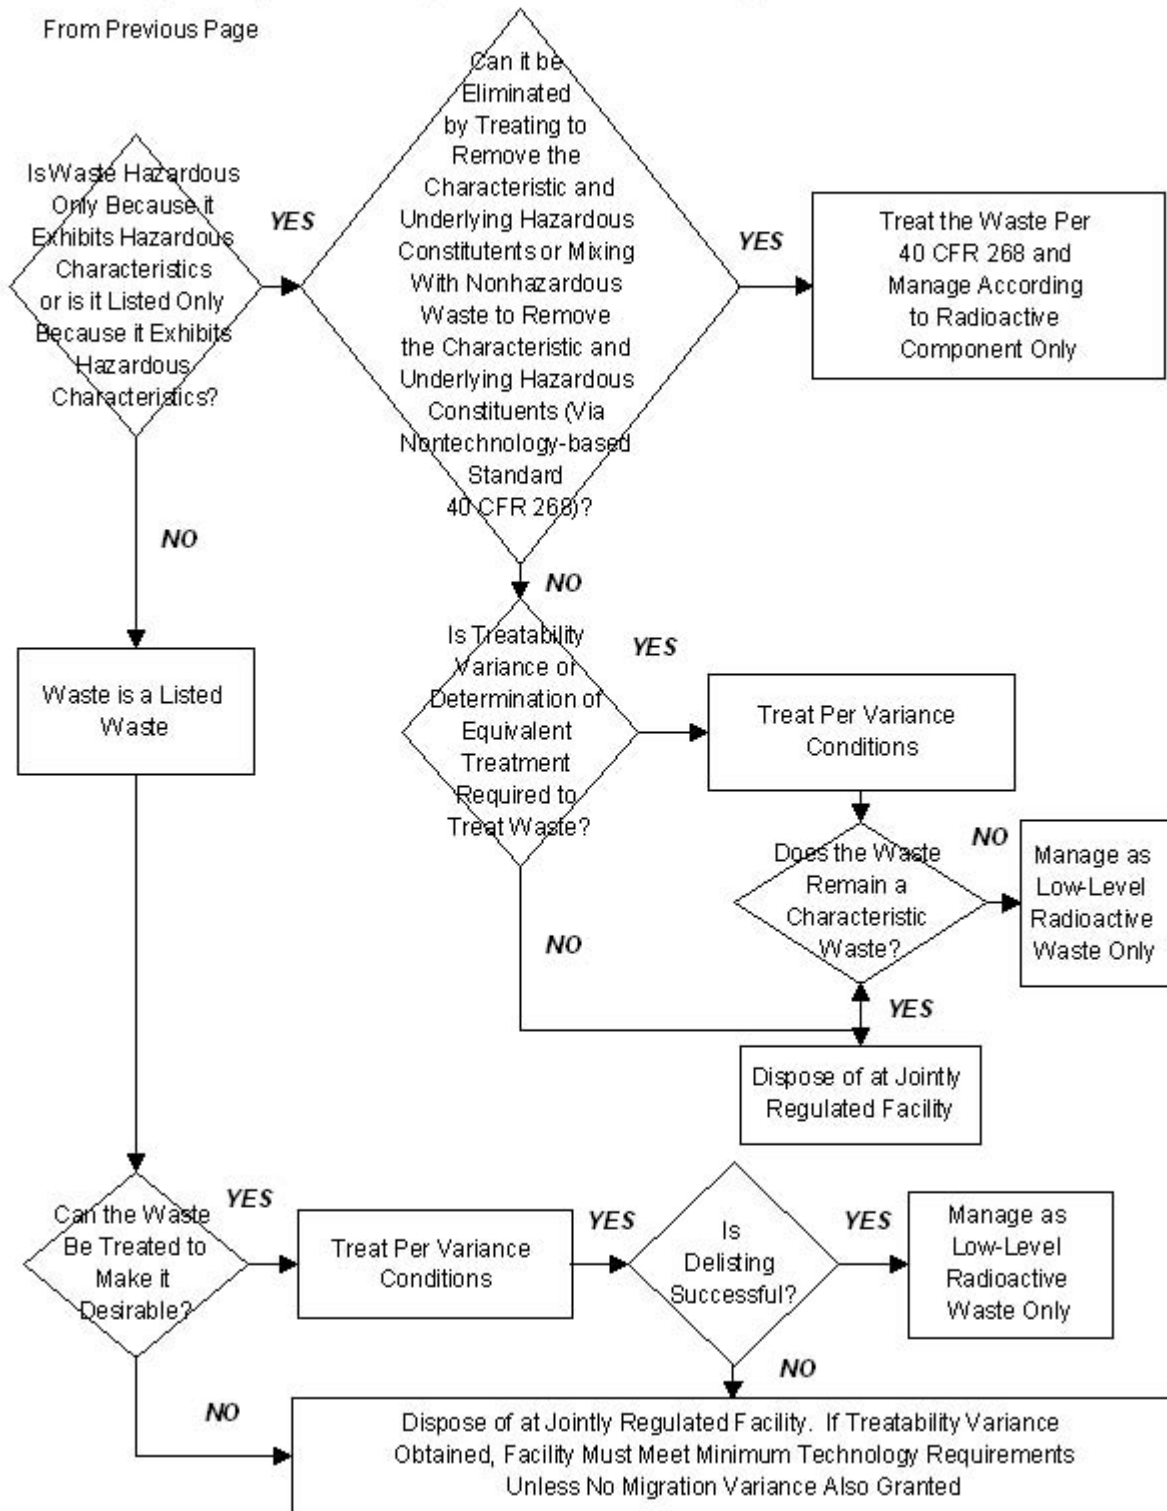 From Previous Page
Is Waste Hazardous
Only Because it
Exhibits Hazardous
Characteristics
or is it Listed Only
Because it Exhibits
Hazardous
Characteristics?
YES
Can it be
Eliminated
by Treating to
Remove the
Characteristic and
Underlying Hazardous
Constitutents or Mixing
With Nonhazardous
Waste to Remove
the Characteristic and
Underlying Hazardous
Constituents (Via
Nontechnology-based
Standard
40 CFR 268)?
YES
Treat the Waste Per
40 CFR 268 and
Manage According
to Radioactive
Component Only
NO
NO
Waste is a Listed
Waste
Is Treatability
Variance or
Determination of
Equivalent
Treatment
Required to
Treat Waste?
YES
Treat Per Variance
Conditions
Does the Waste
Remain a
Characteristic
Waste?
NO
Manage as
Low-Level
Radioactive
Waste Only
NO
YES
Dispose of at Jointly
Regulated Facility
Can the Waste
Be Treated to
Make it
Desirable?
YES
Treat Per Variance
Conditions
YES
Is
Delisting
Successful?
YES
Manage as
Low-Level
Radioactive
Waste Only
NO
NO
Dispose of at Jointly Regulated Facility. If Treatability Variance
Obtained, Facility Must Meet Minimum Technology Requirements
Unless No Migration Variance Also Granted